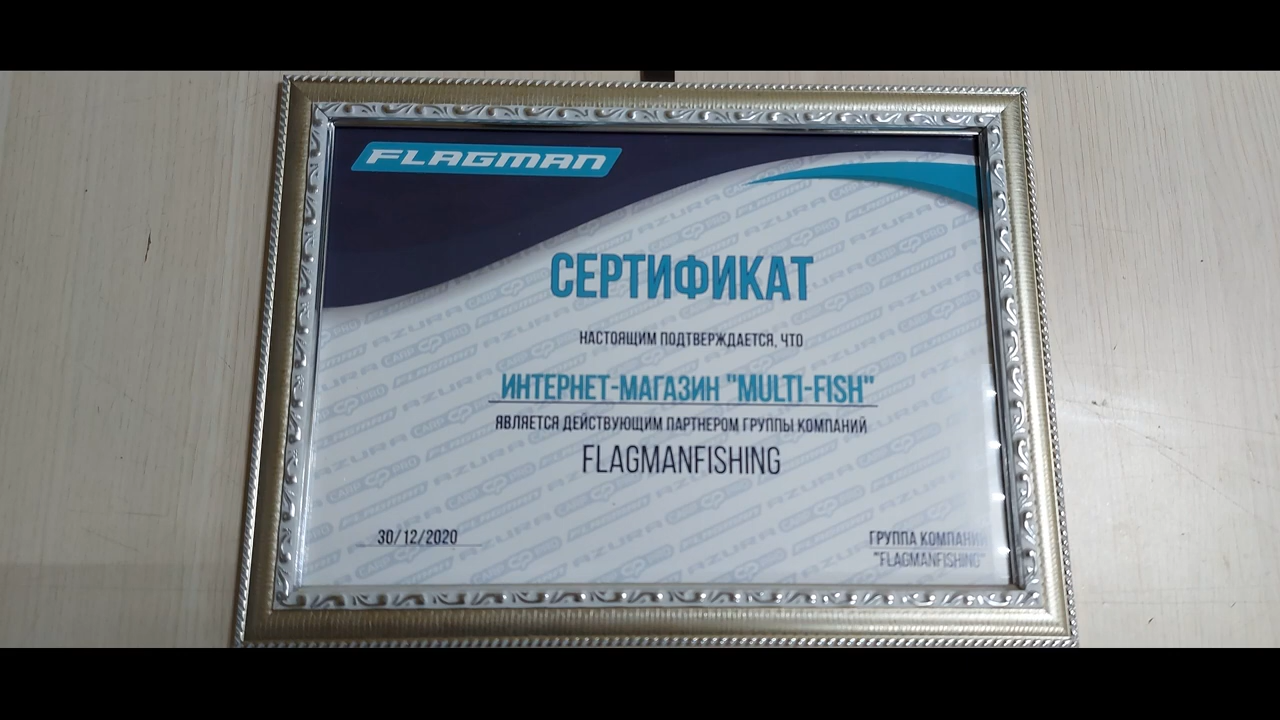 FLAGMAN
СЕРТИФИКАТ
НАСТОЯЩИМ ПОДТВЕРЖДАЕТСЯ, ЧТО
ИНТЕРНЕТ-МАГАЗИН "MULTI-FISH"
ЯВЛЯЕТСЯ ДЕЙСТВУЮЩИМ ПАРТНЕРОМ ГРУППЫ КОМПАНИЙ
FLAGMANFISHING
30/12/2020
ГРУППА КОМПАНИЙ
"FLAGMANFISHING"